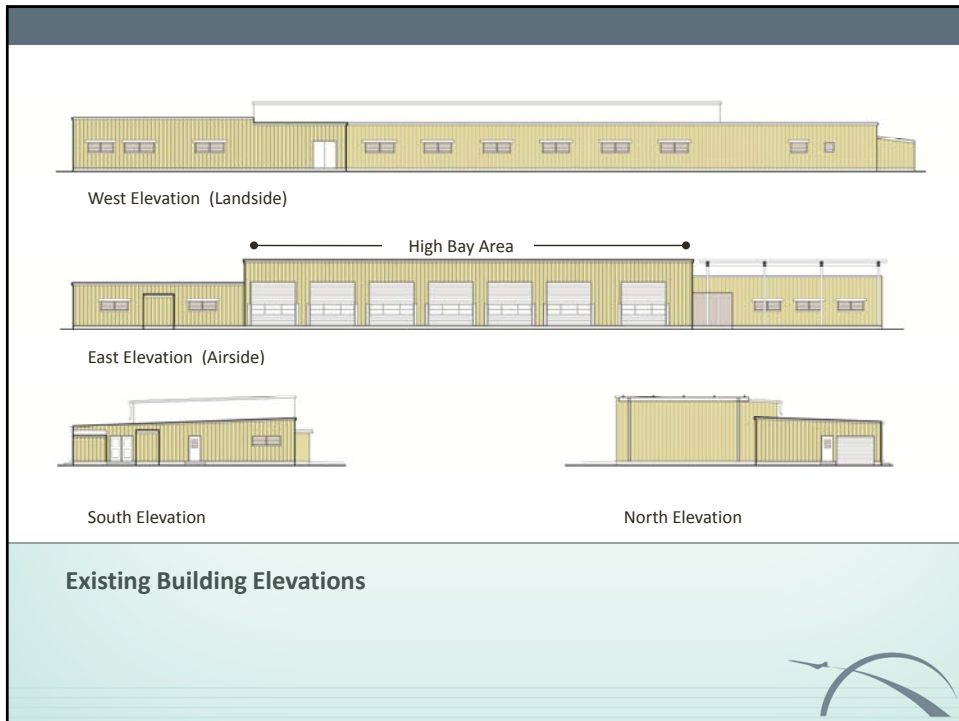 West Elevation (Landside)
High Bay Area
East Elevation (Airside)
South Elevation
North Elevation
Existing Building Elevations